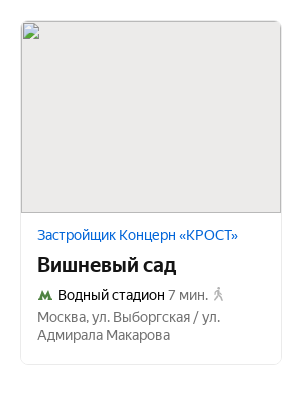 Застройщик Концерн «КРОСТ»
Вишневый сад
Водный стадион 7 мин.
Москва, ул. Выборгская / ул.
Адмирала Макарова